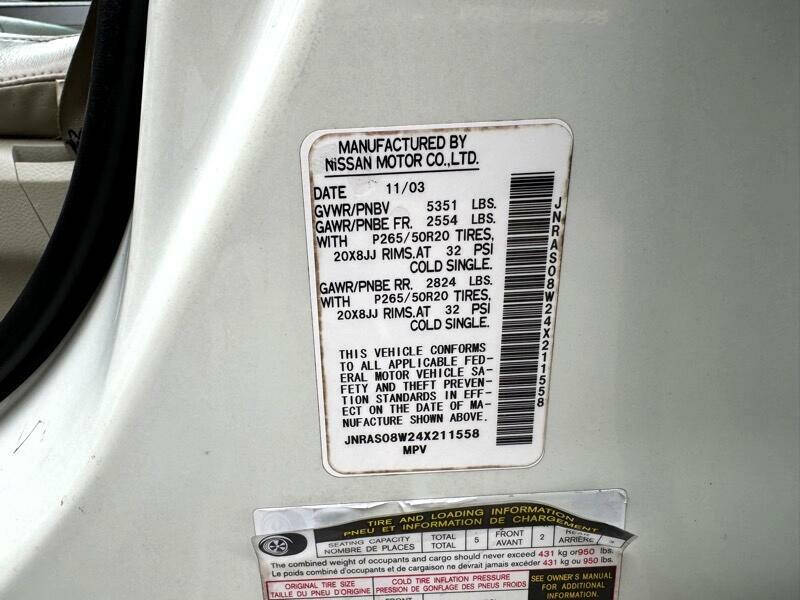 MANUFACTURED BY
NISSAN MOTOR CO.,LTD.
DATE 11/03
GVWR/PNBV 5351 LBS.
GAWR/PNBE FR. 2554 LBS.
WITH P265/50R20 TIRES,
20X8JJ RIMS,AT 32 PSI
COLD SINGLE.
GAWR/PNBE RR. 2824 LBS.
WITH P265/50R20 TIRES,
20X8JJ RIMS,AT 32 PSI
COLD SINGLE.
THIS VEHICLE CONFORMS
TO ALL APPLICABLE FED-
ERAL MOTOR VEHICLE SA-
FETY AND THEFT PREVEN-
TION STANDARDS IN EFF-
ECT ON THE DATE OF MA-
NUFACTURE SHOWN ABOVE.
JNRAS08W24X211558
MPV
JNRAS08W24X211558
TIRE AND LOADING INFORMATION
PNEU ET INFORMATION DE CHARGEMENT
SEATING CAPACITY TOTAL 5 FRONT 2 REAR
NOMBRE DE PLACES TOTAL AVANT ARRIÈRE
The combined weight of occupants and cargo should never exceed 431 kg or 950 lbs.
Le poids combiné d'occupants et de cargaison ne devrait jamais excéder 431 kg ou 950 lbs.
ORIGINAL TIRE SIZE COLD TIRE INFLATION PRESSURE SEE OWNER'S MANUAL
TAILLE DU PNEU D'ORIGINE PRESSION DE GONFLAGE DES PNEUS FROIDS FOR ADDITIONAL
FRONT INFORMATION.